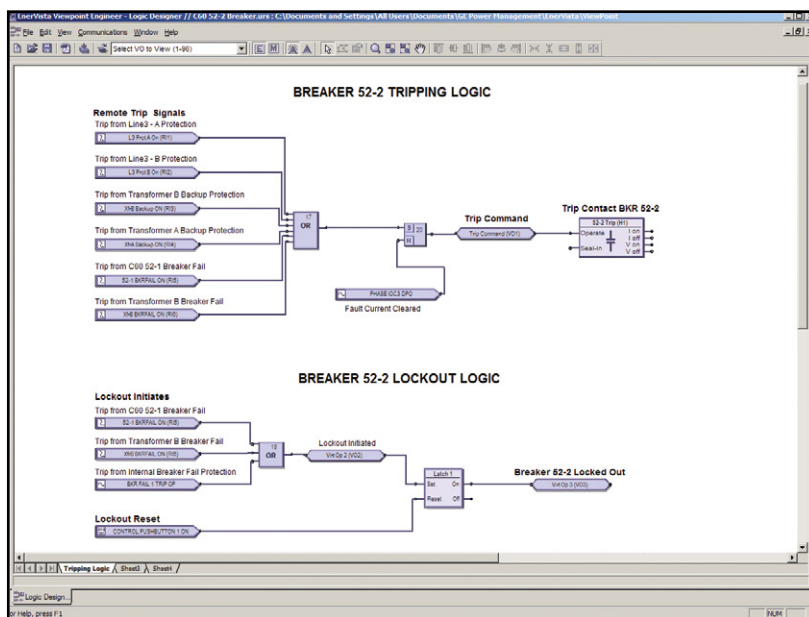 EnerVista Viewpoint Engineer - Logic Designer // C60 52-2 Breaker.urs : C:\Documents and Settings\All Users\Documents\GE Power Management\EnerVista\ViewPoint
File Edit View Communications Window Help
Select VO to View (1-96)
BREAKER 52-2 TRIPPING LOGIC
Remote Trip Signals
Trip from Line3 - A Protection
L3 Prot A On (RI1)
Trip from Line3 - B Protection
L3 Prot B On (RI2)
Trip from Transformer B Backup Protection
Backup ON (RI3)
Trip from Transformer A Backup Protection
Backup ON (RI4)
Trip from C60 52-1 Breaker Fail
52-1 BKRFAIL ON (RI5)
Trip from Transformer B Breaker Fail
BKRFAIL ON
17
OR
S 20
R
PHASE IOC3 DPO
Fault Current Cleared
Trip Command
Trip Command (VO1)
Trip Contact BKR 52-2
52-2 Trip (H1)
Operate
Seal-In
I on
I off
V on
V off
BREAKER 52-2 LOCKOUT LOGIC
Lockout Initiates
Trip from C60 52-1 Breaker Fail
52-1 BKRFAIL ON (RI5)
Trip from Transformer B Breaker Fail
BKRFAIL ON
Trip from Internal Breaker Fail Protection
BKR FAIL 1 TRIP OP
OR
Lockout Initiated
Virt Op 2 (VO2)
Latch 1
Set On
Reset Off
Breaker 52-2 Locked Out
Virt Op 3 (VO3)
Lockout Reset
CONTROL PUSHBUTTON 1 ON
Tripping Logic Sheet3 Sheet4
Logic Design...
or Help, press F1
NUM